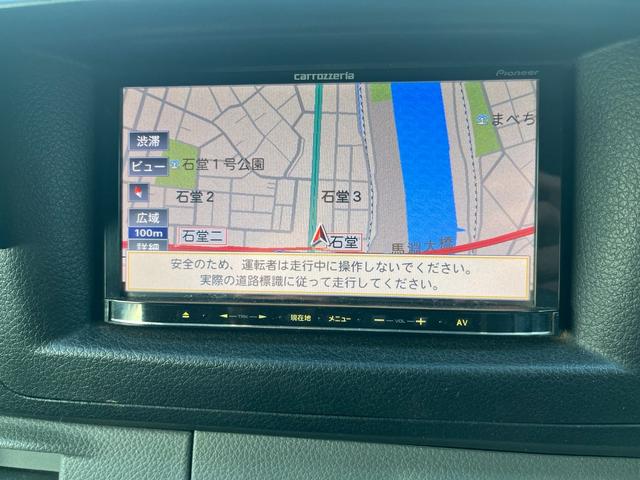 carrozzeria
Pioneer
まべち
渋滞
ビュー
石堂1号公園
石堂2
石堂3
広域
100m
石堂二
石堂
馬淵大橋
詳細
安全のため、運転者は走行中に操作しないでください。
実際の道路標識に従って走行してください。
TRK
現在地
メニュー
VOL
AV